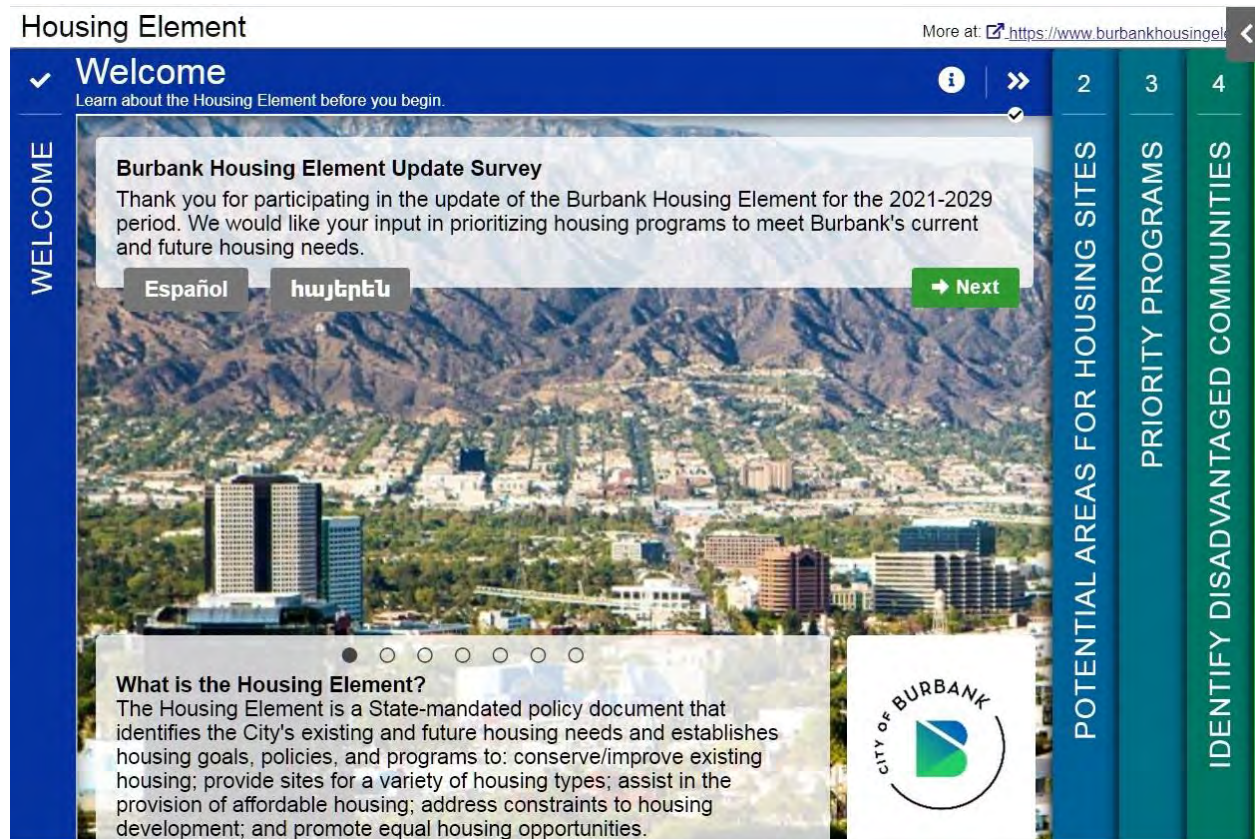 Housing Element
More at: https://www.burbankhousingel
Welcome
Learn about the Housing Element before you begin.
WELCOME
Burbank Housing Element Update Survey
Thank you for participating in the update of the Burbank Housing Element for the 2021-2029
period. We would like your input in prioritizing housing programs to meet Burbank's current
and future housing needs.
Español
հայերեն
Next
What is the Housing Element?
The Housing Element is a State-mandated policy document that
identifies the City's existing and future housing needs and establishes
housing goals, policies, and programs to: conserve/improve existing
housing; provide sites for a variety of housing types; assist in the
provision of affordable housing; address constraints to housing
development; and promote equal housing opportunities.
CITY OF BURBANK
2
POTENTIAL AREAS FOR HOUSING SITES
3
PRIORITY PROGRAMS
4
IDENTIFY DISADVANTAGED COMMUNITIES